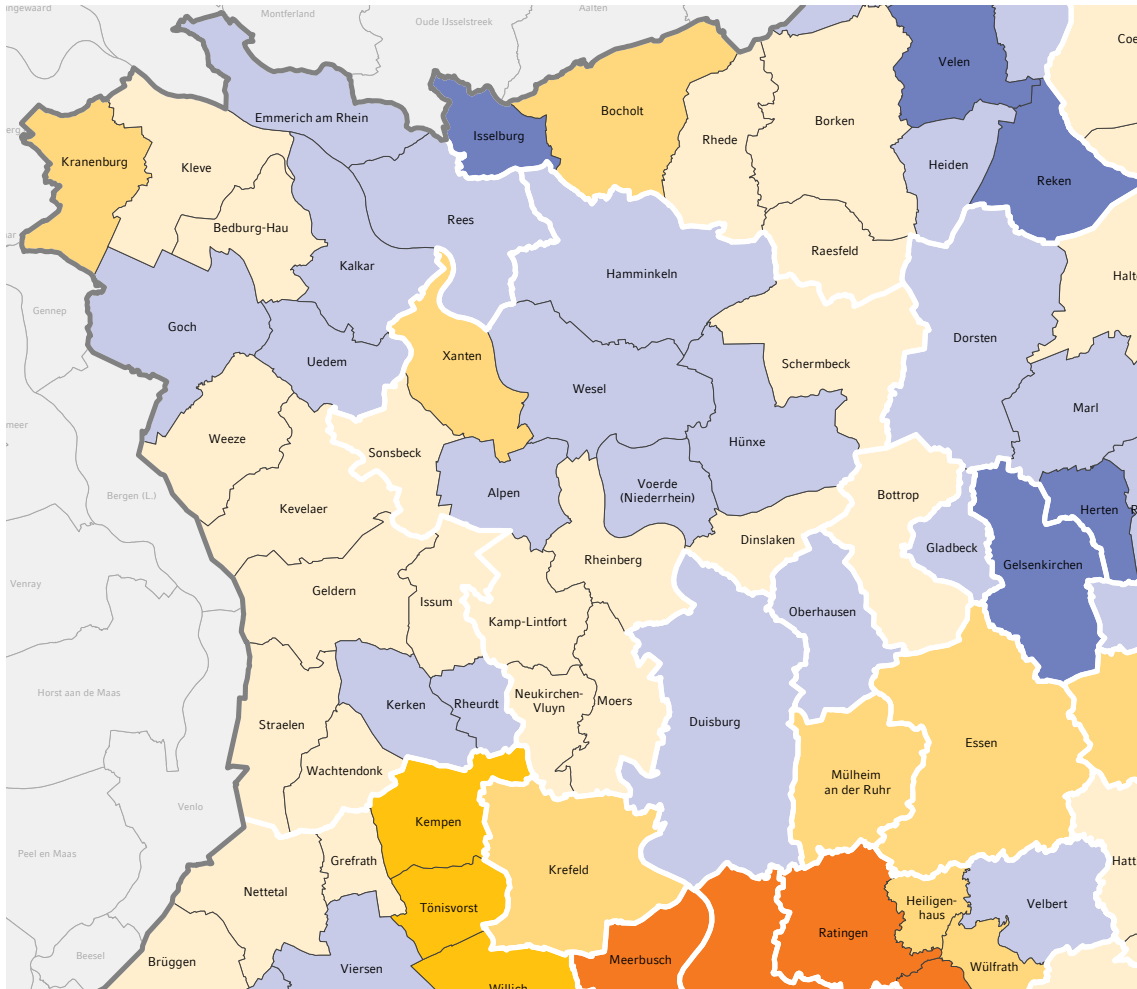 Montferland
Oude IJsselstreek
Aalten
Coe
Velen
Emmerich am Rhein
Bocholt
Isselburg
Borken
Rhede
Kranenburg
Kleve
Heiden
Reken
Bedburg-Hau
Rees
Raesfeld
Kalkar
Hamminkeln
Halte
Gennep
Goch
Dorsten
Xanten
Uedem
Schermbeck
Wesel
Marl
meer
Weeze
Hünxe
Sonsbeck
Voerde
(Niederrhein)
Alpen
Bergen (L.)
Bottrop
Kevelaer
Herten
R
Dinslaken
Gladbeck
Rheinberg
Gelsenkirchen
Venray
Geldern
Issum
Oberhausen
Kamp-Lintfort
Horst aan de Maas
Neukirchen-
Vluyn
Moers
Kerken
Rheurdt
Duisburg
Straelen
Essen
Wachtendonk
Mülheim
an der Ruhr
Venlo
Kempen
Peel en Maas
Grefrath
Hatt
Krefeld
Nettetal
Heiligen-
haus
Velbert
Tönisvorst
Ratingen
Beesel
Brüggen
Viersen
Meerbusch
Wülfrath
Willich